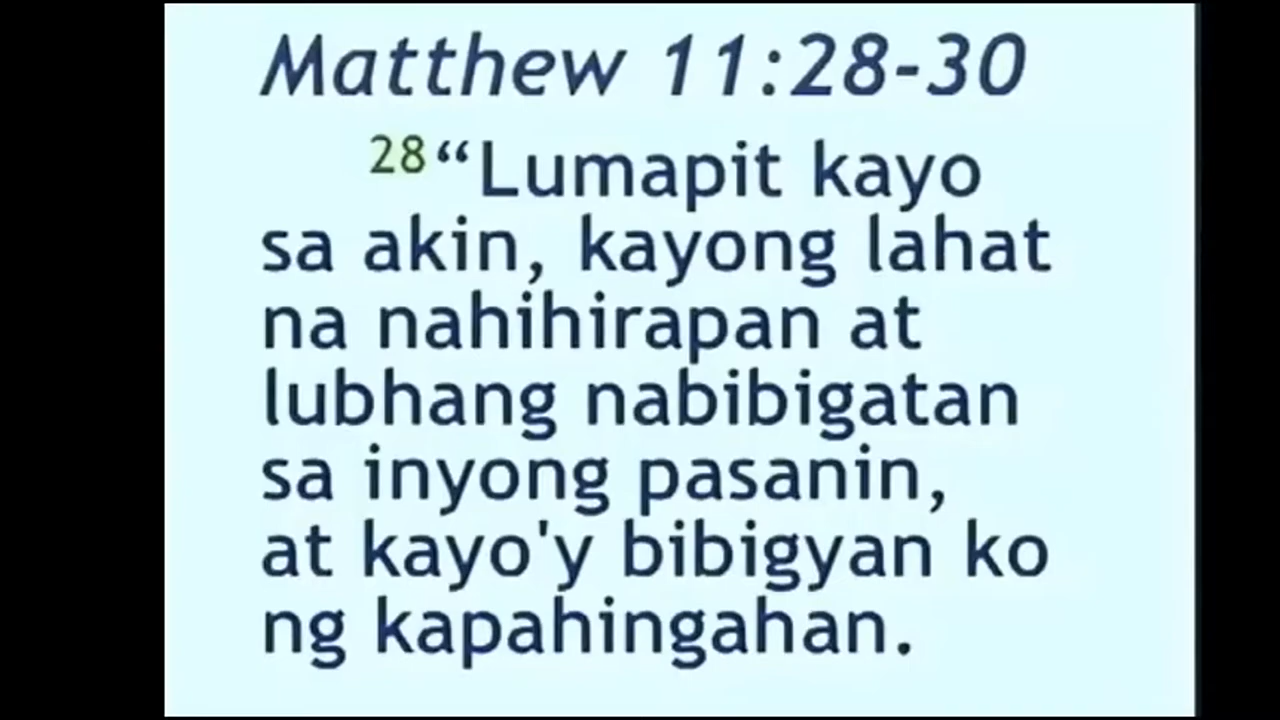 Matthew 11:28-30
28“Lumapit kayo
sa akin, kayong lahat
na nahihirapan at
lubhang nabibigatan
sa inyong pasanin,
at kayo'y bibigyan ko
ng kapahingahan.